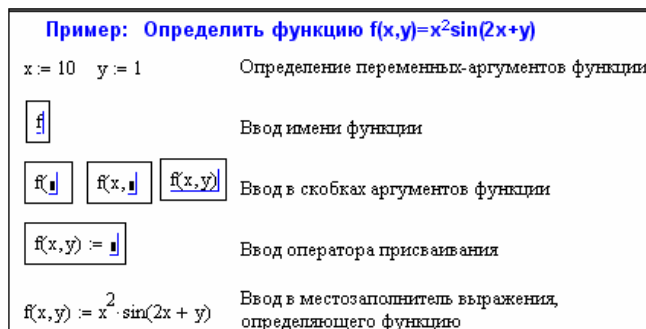 Пример: Определить функцию f(x,y)=x²sin(2x+y)
x := 10 y := 1 Определение переменных-аргументов функции
f Ввод имени функции
f(▪ f(x,▪ f(x,y) Ввод в скобках аргументов функции
f(x,y) := ▪ Ввод оператора присваивания
f(x,y) := x²·sin(2x + y) Ввод в местозаполнитель выражения,
определяющего функцию